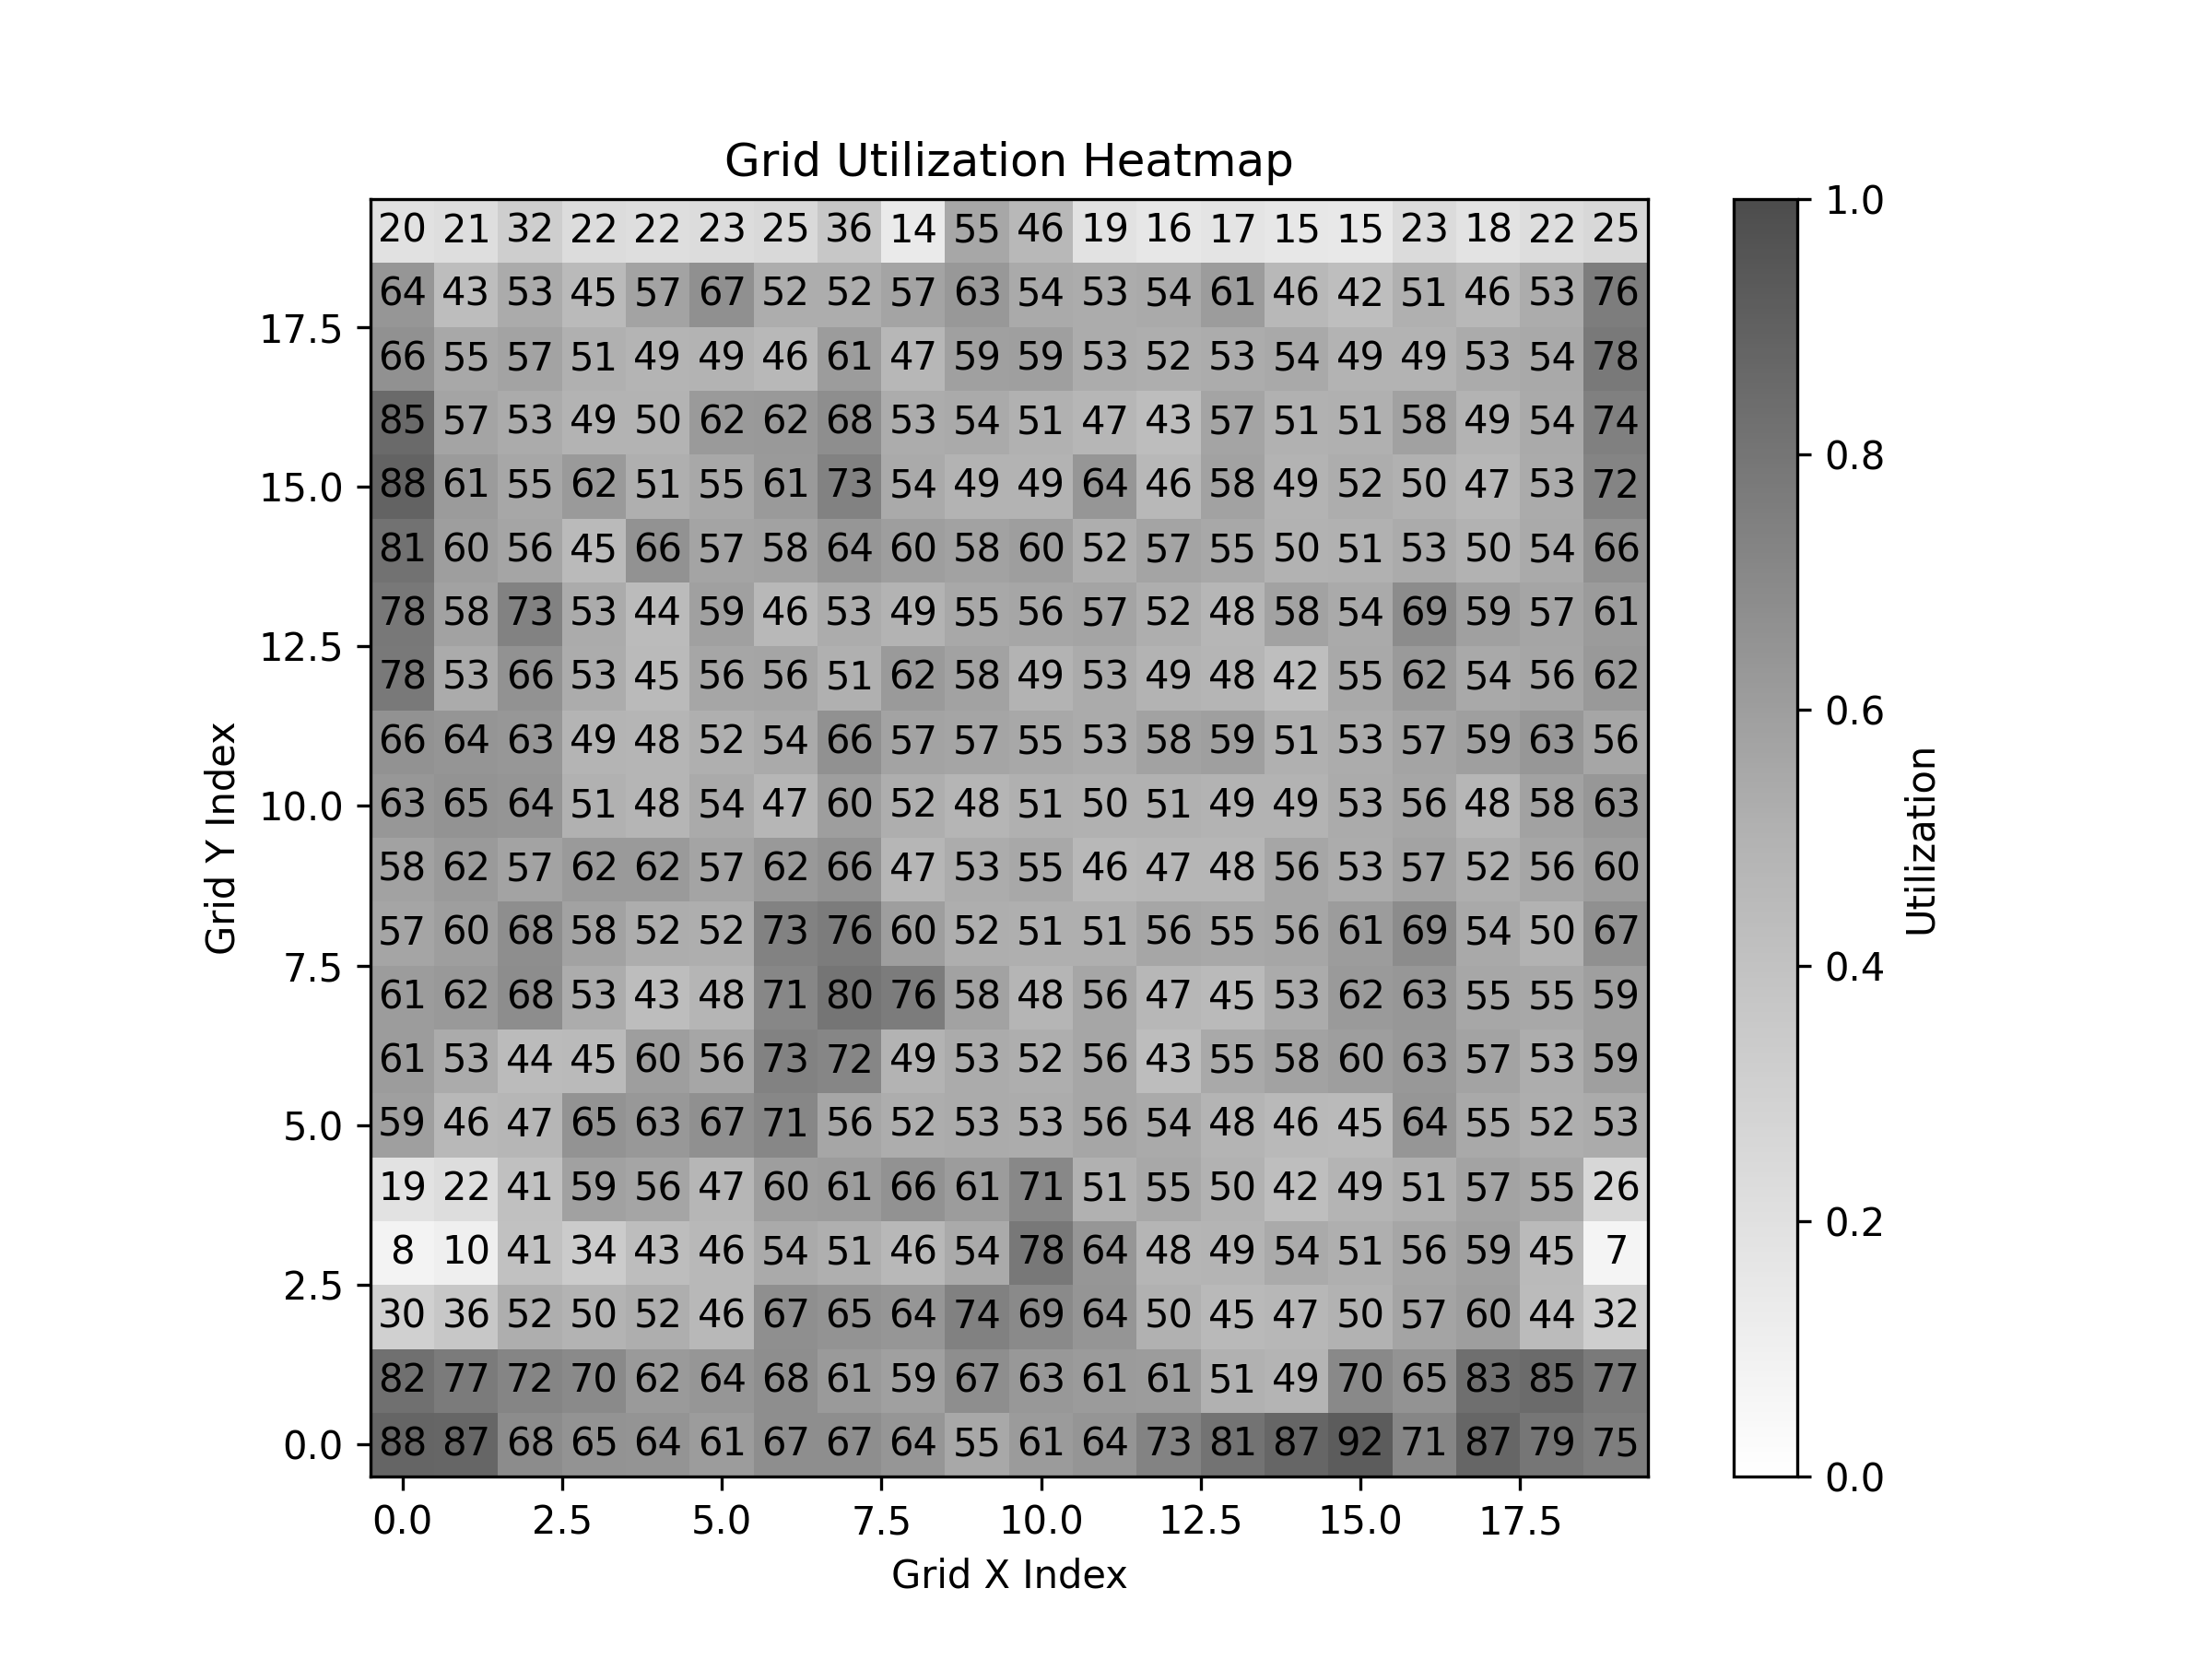 Grid Utilization Heatmap
20 21 32 22 22 23 25 36 14 55 46 19 16 17 15 15 23 18 22 25
64 43 53 45 57 67 52 52 57 63 54 53 54 61 46 42 51 46 53 76
17.5
66 55 57 51 49 49 46 61 47 59 59 53 52 53 54 49 49 53 54 78
85 57 53 49 50 62 62 68 53 54 51 47 43 57 51 51 58 49 54 74
15.0 88 61 55 62 51 55 61 73 54 49 49 64 46 58 49 52 50 47 53 72
81 60 56 45 66 57 58 64 60 58 60 52 57 55 50 51 53 50 54 66
78 58 73 53 44 59 46 53 49 55 56 57 52 48 58 54 69 59 57 61
12.5
78 53 66 53 45 56 56 51 62 58 49 53 49 48 42 55 62 54 56 62
66 64 63 49 48 52 54 66 57 57 55 53 58 59 51 53 57 59 63 56
10.0 63 65 64 51 48 54 47 60 52 48 51 50 51 49 49 53 56 48 58 63
58 62 57 62 62 57 62 66 47 53 55 46 47 48 56 53 57 52 56 60
57 60 68 58 52 52 73 76 60 52 51 51 56 55 56 61 69 54 50 67
7.5
61 62 68 53 43 48 71 80 76 58 48 56 47 45 53 62 63 55 55 59
61 53 44 45 60 56 73 72 49 53 52 56 43 55 58 60 63 57 53 59
5.0 59 46 47 65 63 67 71 56 52 53 53 56 54 48 46 45 64 55 52 53
19 22 41 59 56 47 60 61 66 61 71 51 55 50 42 49 51 57 55 26
8 10 41 34 43 46 54 51 46 54 78 64 48 49 54 51 56 59 45 7
2.5
30 36 52 50 52 46 67 65 64 74 69 64 50 45 47 50 57 60 44 32
82 77 72 70 62 64 68 61 59 67 63 61 61 51 49 70 65 83 85 77
0.0 88 87 68 65 64 61 67 67 64 55 61 64 73 81 87 92 71 87 79 75
0.0 2.5 5.0 7.5 10.0 12.5 15.0 17.5
Grid X Index
Grid Y Index
1.0
0.8
0.6
0.4
0.2
0.0
Utilization